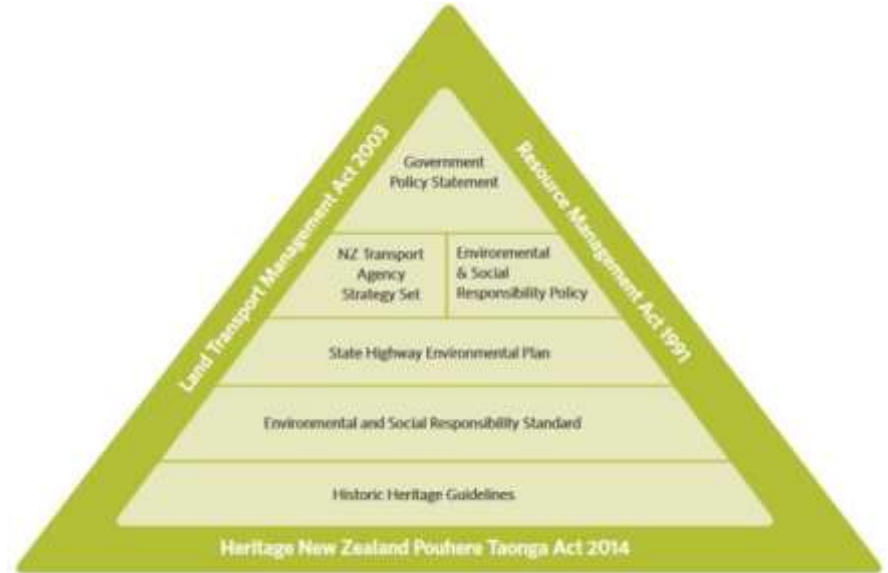 Land Transport Management Act 2003
Resource Management Act 1991
Government
Policy Statement
NZ Transport
Agency
Strategy Set
Environmental
& Social
Responsibility Policy
State Highway Environmental Plan
Environmental and Social Responsibility Standard
Historic Heritage Guidelines
Heritage New Zealand Pouhere Taonga Act 2014